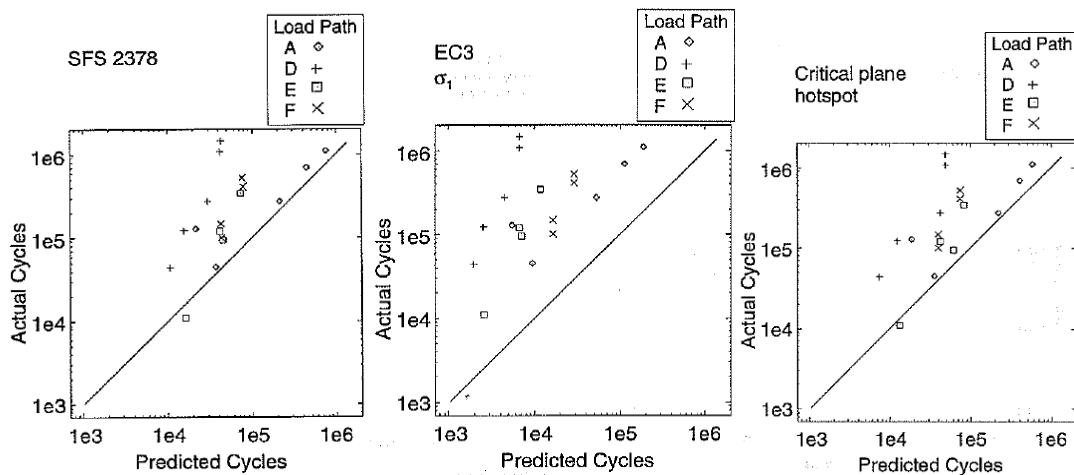 SFS 2378
Load Path
A
D
E
F
Actual Cycles
1e6
1e5
1e4
1e3
1e3 1e4 1e5 1e6
Predicted Cycles
EC3
σ1
Load Path
A
D
E
F
Actual Cycles
1e6
1e5
1e4
1e3
1e3 1e4 1e5 1e6
Predicted Cycles
Critical plane
hotspot
Load Path
A
D
E
F
Actual Cycles
1e6
1e5
1e4
1e3
1e3 1e4 1e5 1e6
Predicted Cycles